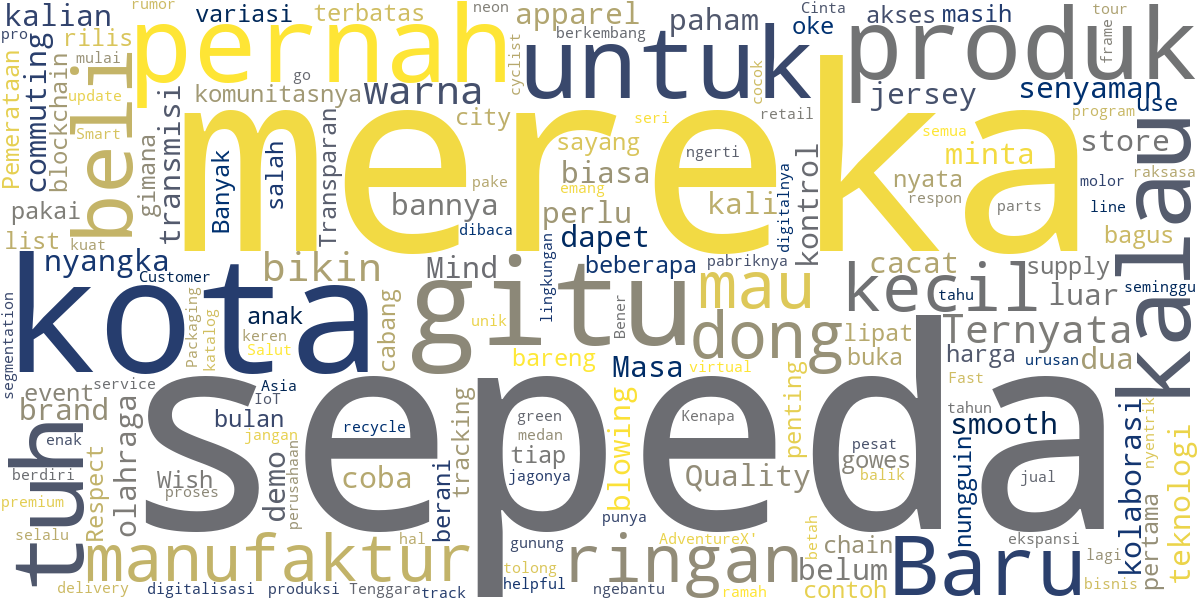 kalian
rumor
variasi
terbatas
neon
apparel
berkembang
paham
Cinta
oke
akses
masih
tour
frame
pro
rilis
pernah
untuk
produk
Pemerataan
commuting
blockchain
mulai
beli
update
Smart
go
komunitasnya
warna
cyclist
cocok
jersey
senyaman
use
retail
program
gimana
transmisi
Banyak
salah
Transparan
mereka
city
seri
sayang
ngerti
semua
minta
store
kalau
raksasa
pakai
pake
biasa
emang
nyata
molor
bannya
perlu
kali
digitalnya
kontrol
respon
parts
line
list
kuat
dibaca
lingkungan
dapet
bagus
nyangka
Customer
bikin
Mind
beberapa
pabriknya
cacat
supply
seminggu
kota
gitu
mau
kecil
tahu
luar
segmentation
Packaging
katalog
anak
keren
Salut
cabang
unik
Bener
dong
lipat
Ternyata
bareng
Masa
virtual
buka
harga
urusan
dua
event
service
Asia
IoT
brand
bulan
sepeda
Fast
tuh
enak
olahraga
jangan
recycle
tracking
green
medan
tiap
jagonya
blowing
Kenapa
penting
pesat
gowes
balik
tahun
smooth
nyentrik
berdiri
Respect
Wish
proses
demo
perusahaan
coba
berani
Quality
nungguin
jual
kolaborasi
pertama
teknologi
premium
selalu
punya
manufaktur
hal
gunung
tolong
helpful
ringan
AdventureX'
betah
chain
belum
contoh
Baru
ekspansi
lagi
bisnis
delivery
digitalisasi
produksi
Tenggara
track
ngebantu
ramah